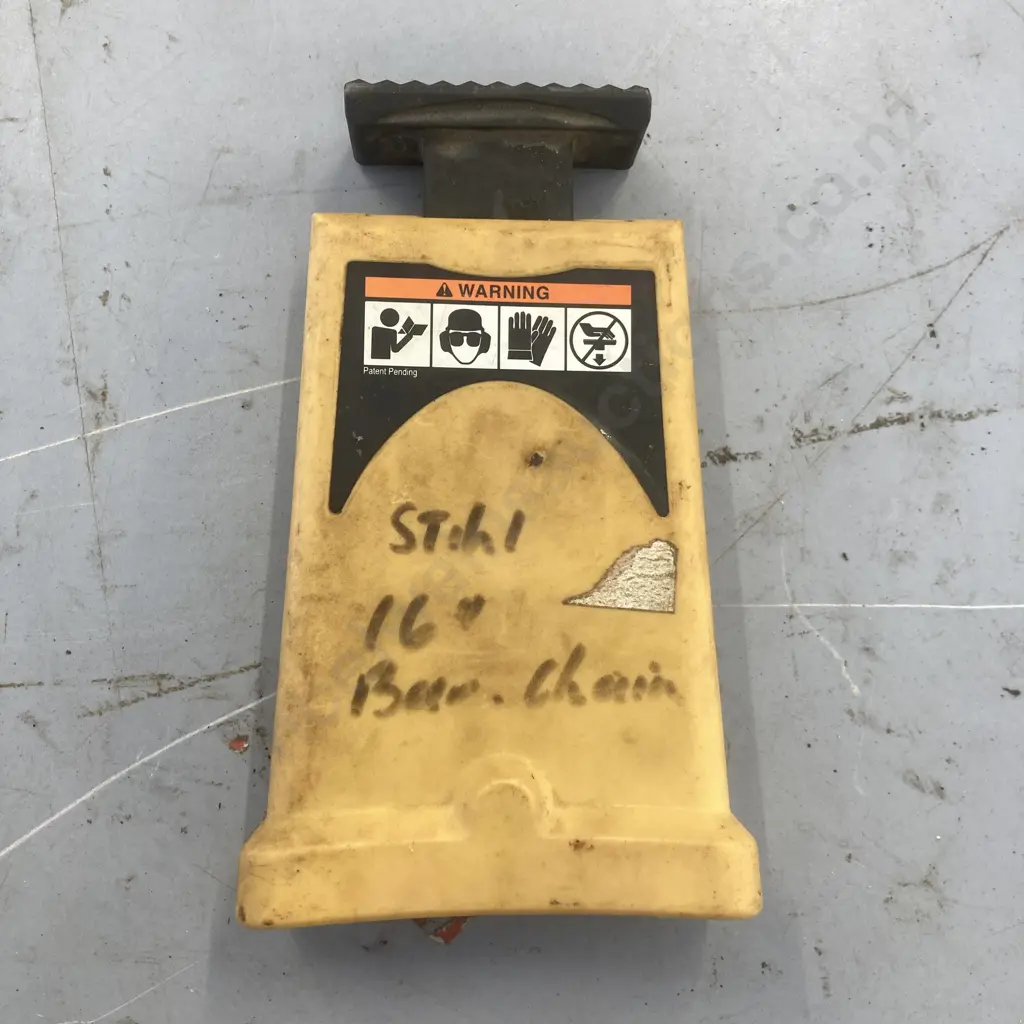 WARNING
Patent Pending
Stihl
16"
Bar. Chain